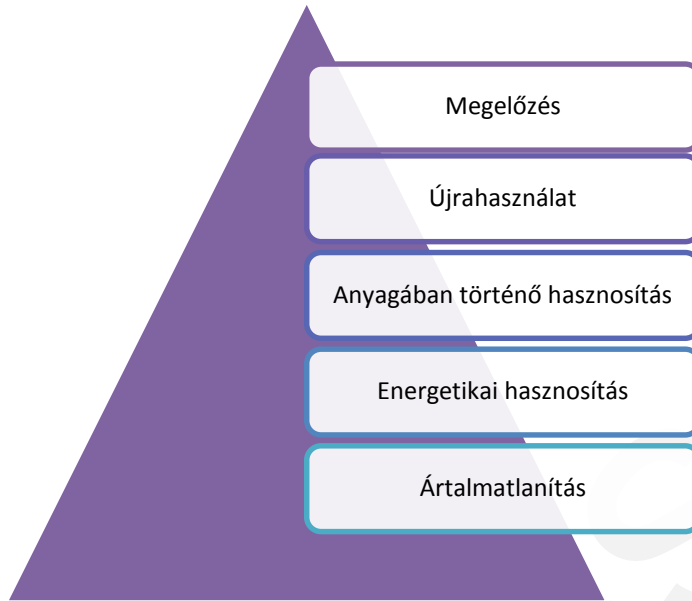 Megelőzés
Újrahasználat
Anyagában történő hasznosítás
Energetikai hasznosítás
Ártalmatlanítás